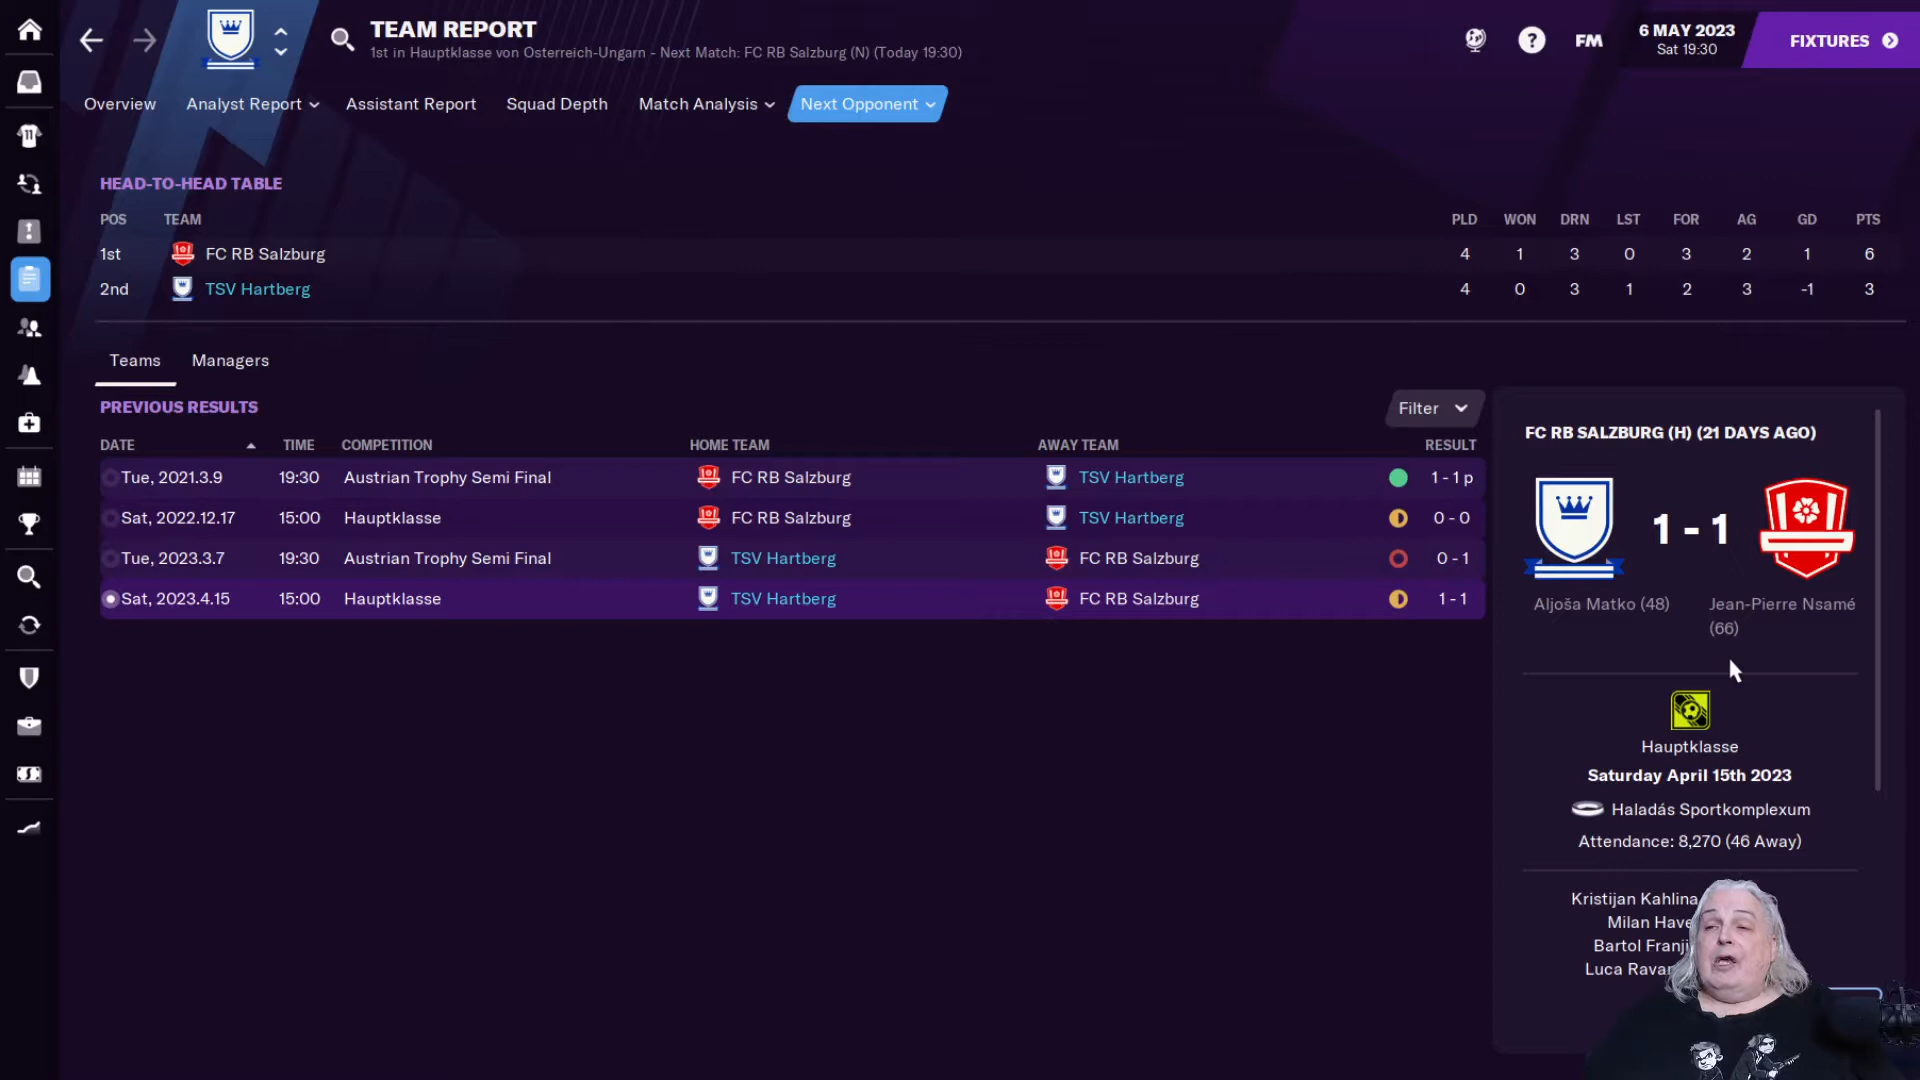 TEAM REPORT
1st in Hauptklasse von Osterreich-Ungarn - Next Match: FC RB Salzburg (N) (Today 19:30)
FM
6 MAY 2023
Sat 19:30
FIXTURES
Overview
Analyst Report
Assistant Report
Squad Depth
Match Analysis
Next Opponent
HEAD-TO-HEAD TABLE
POS TEAM PLD WON DRN LST FOR AG GD PTS
1st FC RB Salzburg 4 1 3 0 3 2 1 6
2nd TSV Hartberg 4 0 3 1 2 3 -1 3
Teams Managers
PREVIOUS RESULTS
Filter
DATE TIME COMPETITION HOME TEAM AWAY TEAM RESULT
Tue, 2021.3.9 19:30 Austrian Trophy Semi Final FC RB Salzburg TSV Hartberg 1 - 1 p
Sat, 2022.12.17 15:00 Hauptklasse FC RB Salzburg TSV Hartberg 0 - 0
Tue, 2023.3.7 19:30 Austrian Trophy Semi Final TSV Hartberg FC RB Salzburg 0 - 1
Sat, 2023.4.15 15:00 Hauptklasse TSV Hartberg FC RB Salzburg 1 - 1
FC RB SALZBURG (H) (21 DAYS AGO)
1 - 1
Aljoša Matko (48)
Jean-Pierre Nsamé
(66)
Hauptklasse
Saturday April 15th 2023
Haladás Sportkomplexum
Attendance: 8,270 (46 Away)
Kristijan Kahlina
Milan
Bartol
Luca